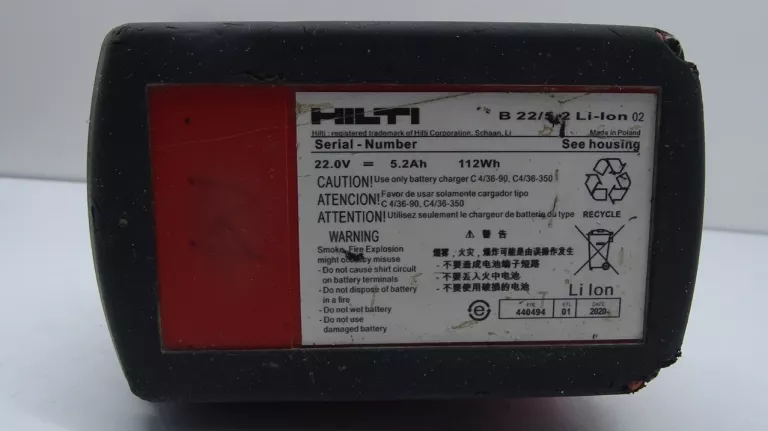 HILTI
B 22/5.2 Li-Ion 02
Hilti : registered trademark of Hilti Corporation, Schaan, Li
Made in Poland
Serial - Number
See housing
22.0V = 5.2Ah 112Wh
CAUTION! Use only battery charger C 4/36-90, C4/36-350
ATENCION! Favor de usar solamente cargador tipo
C 4/36-90, C4/36-350
ATTENTION! Utilisez seulement le chargeur de batterie du type
RECYCLE
WARNING
Smoke, Fire Explosion
might occur by misuse
- Do not cause shirt circuit
on battery terminals
- Do not dispose of battery
in a fire
- Do not wet battery
- Do not use
damaged battery
⚠ 警告
烟雾，火灾，爆炸可能是由误操作发生
- 不要造成电池端子短路
- 不要丢入火中电池
- 不要使用破损的电池
Li Ion
440494
ETL
01
DATE
2020